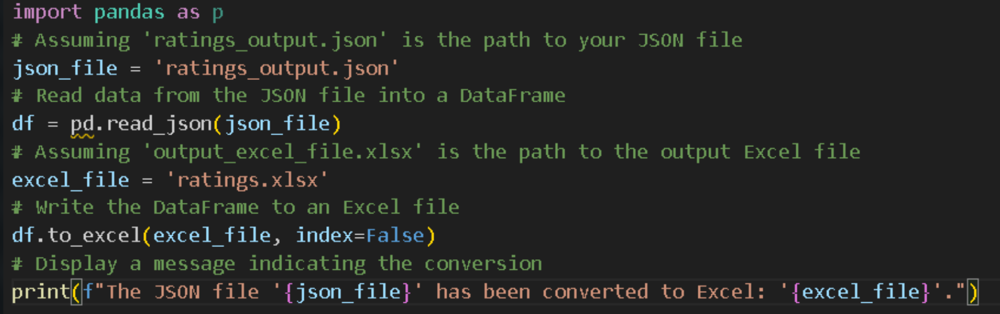 import pandas as p
# Assuming 'ratings_output.json' is the path to your JSON file
json_file = 'ratings_output.json'
# Read data from the JSON file into a DataFrame
df = pd.read_json(json_file)
# Assuming 'output_excel_file.xlsx' is the path to the output Excel file
excel_file = 'ratings.xlsx'
# Write the DataFrame to an Excel file
df.to_excel(excel_file, index=False)
# Display a message indicating the conversion
print(f"The JSON file '{json_file}' has been converted to Excel: '{excel_file}'.")